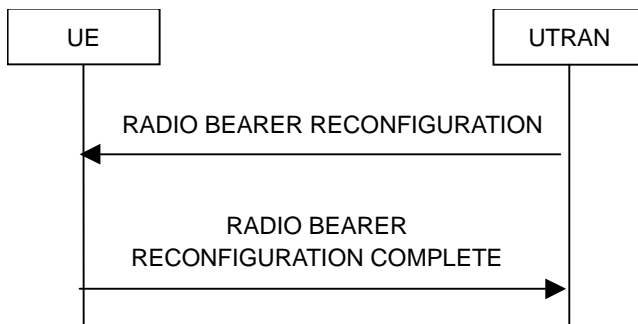 UE
UTRAN
RADIO BEARER RECONFIGURATION
RADIO BEARER
RECONFIGURATION COMPLETE